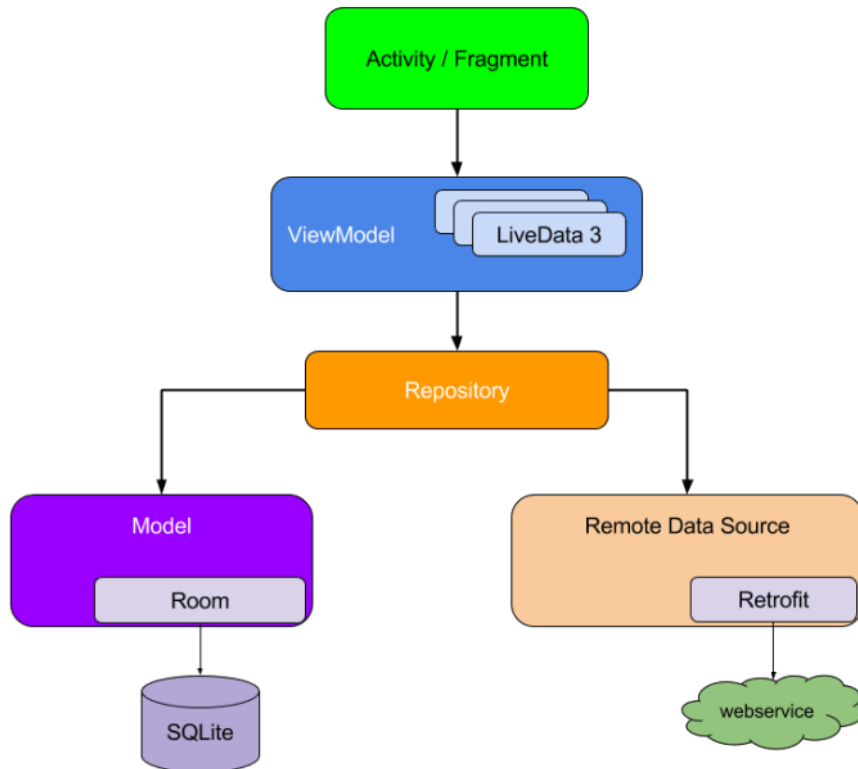 Activity / Fragment
ViewModel
LiveData 3
Repository
Model
Remote Data Source
Room
Retrofit
SQLite
webservice